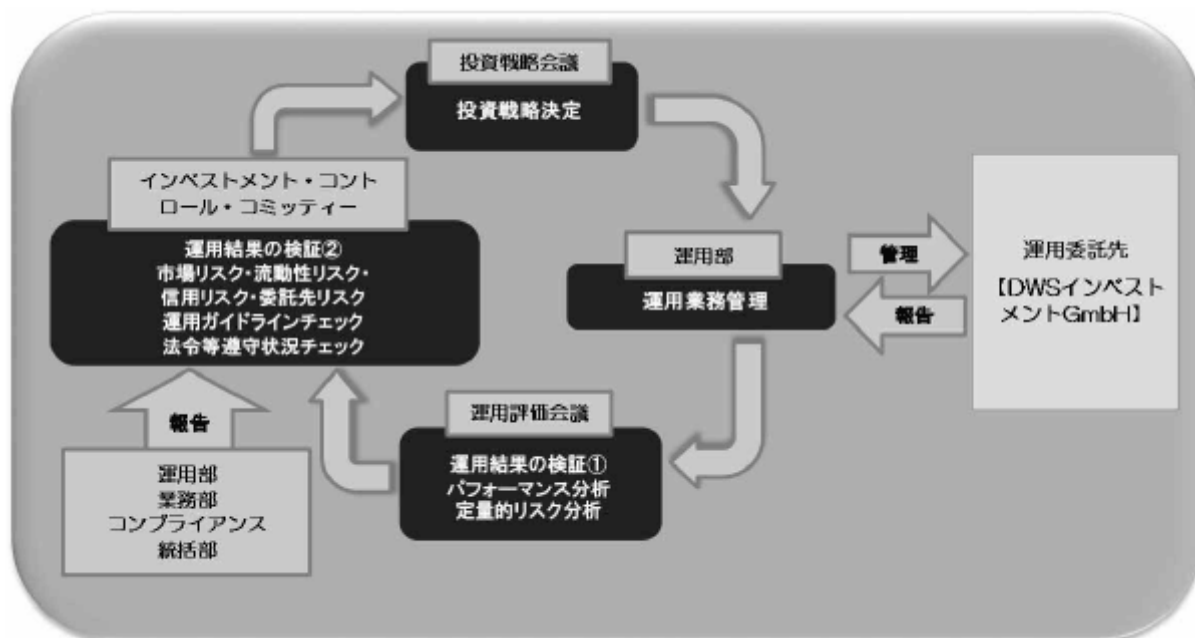 投資戦略会議
投資戦略決定
インベストメント・コント
ロール・コミッティー
運用結果の検証②
市場リスク・流動性リスク・
信用リスク・委託先リスク
運用ガイドラインチェック
法令等遵守状況チェック
運用部
運用業務管理
管理
報告
運用委託先
【DWSインベスト
メントGmbH】
運用評価会議
運用結果の検証①
パフォーマンス分析
定量的リスク分析
報告
運用部
業務部
コンプライアンス
統括部